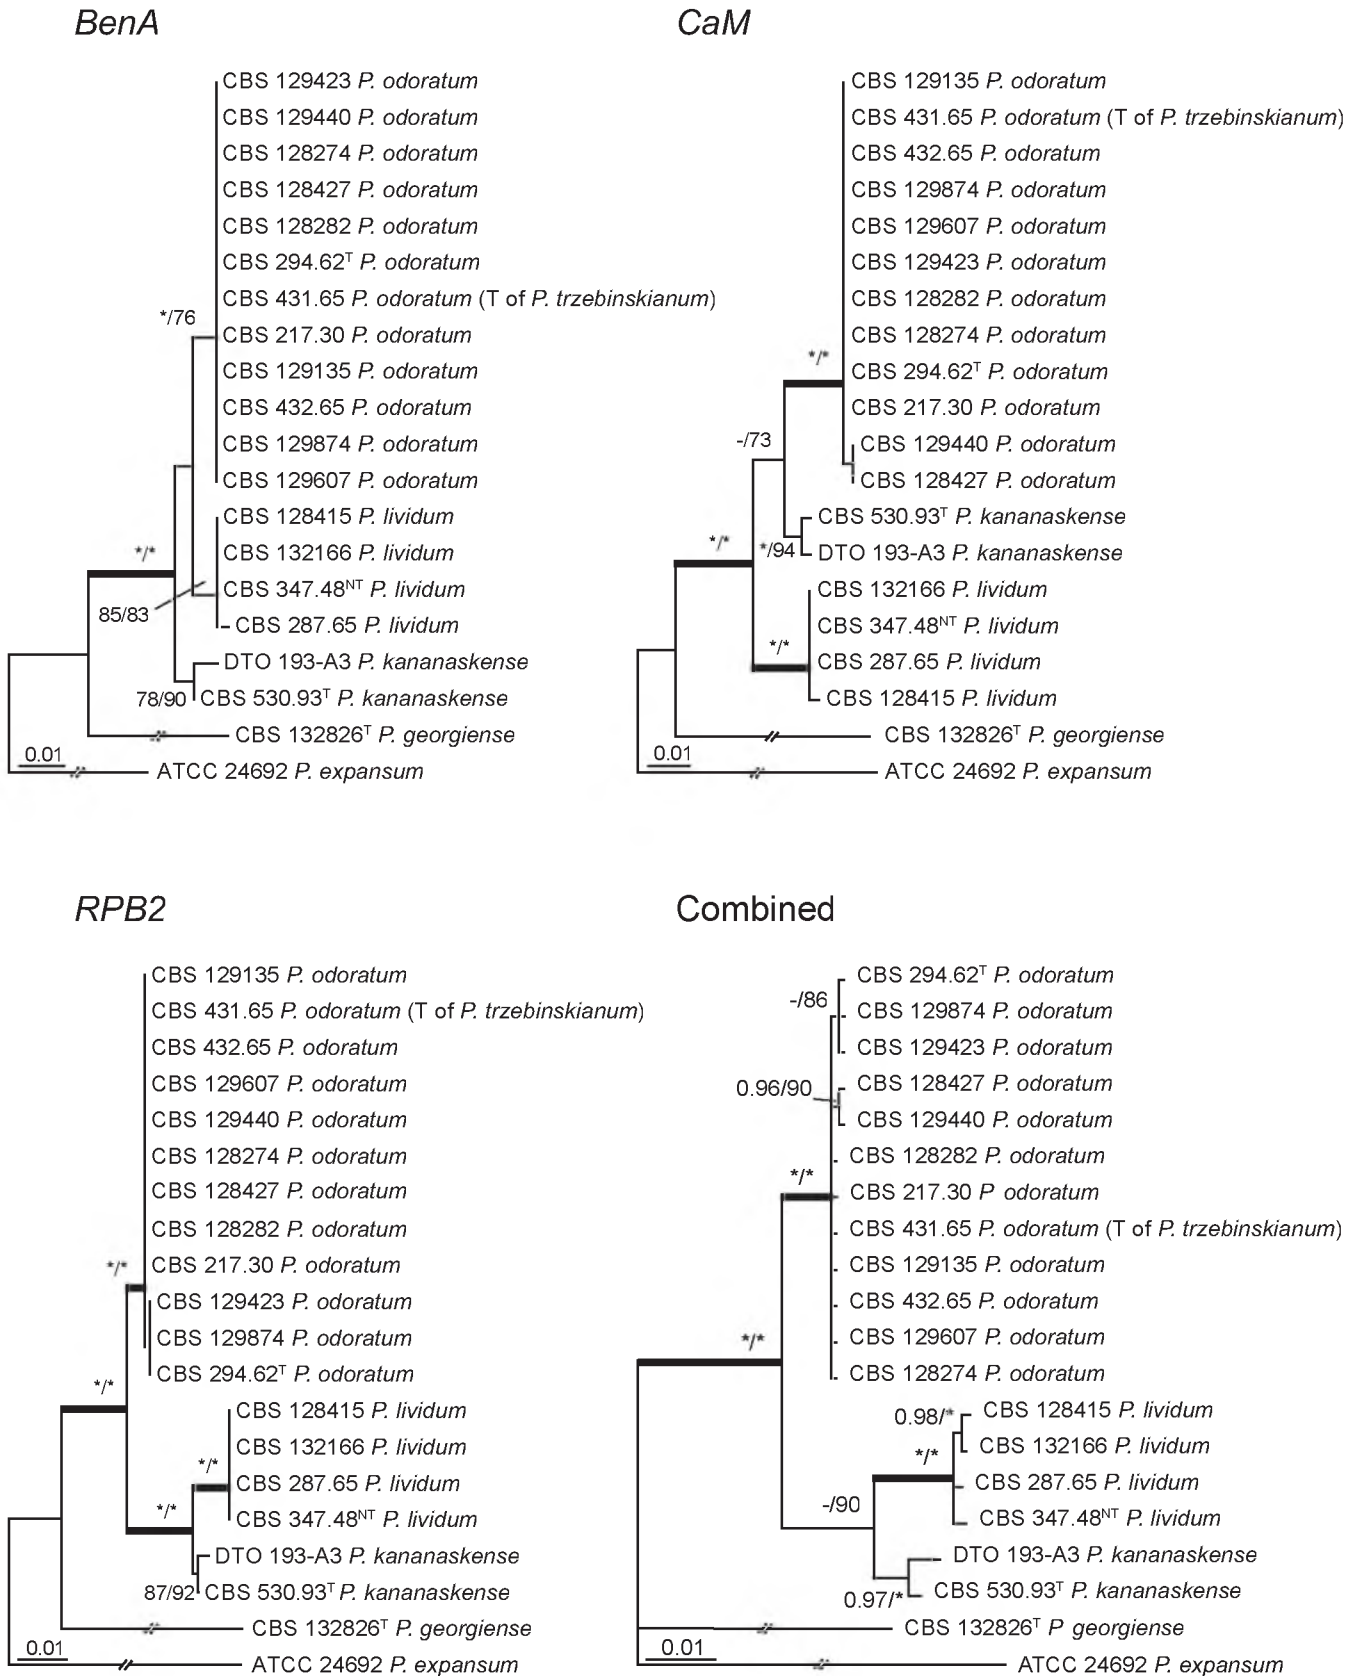 BenA
CBS 129423 P. odoratum
CBS 129440 P. odoratum
CBS 128274 P. odoratum
CBS 128427 P. odoratum
CBS 128282 P. odoratum
CBS 294.62ᵀ P. odoratum
CBS 431.65 P. odoratum (T of P. trzebinskianum)
*/76
CBS 217.30 P. odoratum
CBS 129135 P. odoratum
CBS 432.65 P. odoratum
CBS 129874 P. odoratum
CBS 129607 P. odoratum
CBS 128415 P. lividum
*/*
CBS 132166 P. lividum
CBS 347.48ᴺᵀ P. lividum
85/83
CBS 287.65 P. lividum
DTO 193-A3 P. kananaskense
78/90
CBS 530.93ᵀ P. kananaskense
CBS 132826ᵀ P. georgiense
0.01
ATCC 24692 P. expansum
CaM
CBS 129135 P. odoratum
CBS 431.65 P. odoratum (T of P. trzebinskianum)
CBS 432.65 P. odoratum
CBS 129874 P. odoratum
CBS 129607 P. odoratum
CBS 129423 P. odoratum
CBS 128282 P. odoratum
CBS 128274 P. odoratum
*/*
CBS 294.62ᵀ P. odoratum
CBS 217.30 P. odoratum
-/73
CBS 129440 P. odoratum
CBS 128427 P. odoratum
CBS 530.93ᵀ P. kananaskense
*/*
*/94
DTO 193-A3 P. kananaskense
CBS 132166 P. lividum
CBS 347.48ᴺᵀ P. lividum
*/*
CBS 287.65 P. lividum
CBS 128415 P. lividum
CBS 132826ᵀ P. georgiense
0.01
ATCC 24692 P. expansum
RPB2
CBS 129135 P. odoratum
CBS 431.65 P. odoratum (T of P. trzebinskianum)
CBS 432.65 P. odoratum
CBS 129607 P. odoratum
CBS 129440 P. odoratum
CBS 128274 P. odoratum
CBS 128427 P. odoratum
CBS 128282 P. odoratum
*/*
CBS 217.30 P. odoratum
CBS 129423 P. odoratum
CBS 129874 P. odoratum
CBS 294.62ᵀ P. odoratum
*/*
CBS 128415 P. lividum
CBS 132166 P. lividum
*/*
CBS 287.65 P. lividum
*/*
CBS 347.48ᴺᵀ P. lividum
DTO 193-A3 P. kananaskense
87/92
CBS 530.93ᵀ P. kananaskense
CBS 132826ᵀ P. georgiense
0.01
ATCC 24692 P. expansum
Combined
CBS 294.62ᵀ P. odoratum
-/86
CBS 129874 P. odoratum
CBS 129423 P. odoratum
0.96/90
CBS 128427 P. odoratum
CBS 129440 P. odoratum
CBS 128282 P. odoratum
*/*
CBS 217.30 P odoratum
CBS 431.65 P. odoratum (T of P. trzebinskianum)
CBS 129135 P. odoratum
CBS 432.65 P. odoratum
*/*
CBS 129607 P. odoratum
CBS 128274 P. odoratum
0.98/*
CBS 128415 P. lividum
CBS 132166 P. lividum
*/*
CBS 287.65 P. lividum
-/90
CBS 347.48ᴺᵀ P. lividum
DTO 193-A3 P. kananaskense
0.97/*
CBS 530.93ᵀ P. kananaskense
CBS 132826ᵀ P georgiense
0.01
ATCC 24692 P. expansum